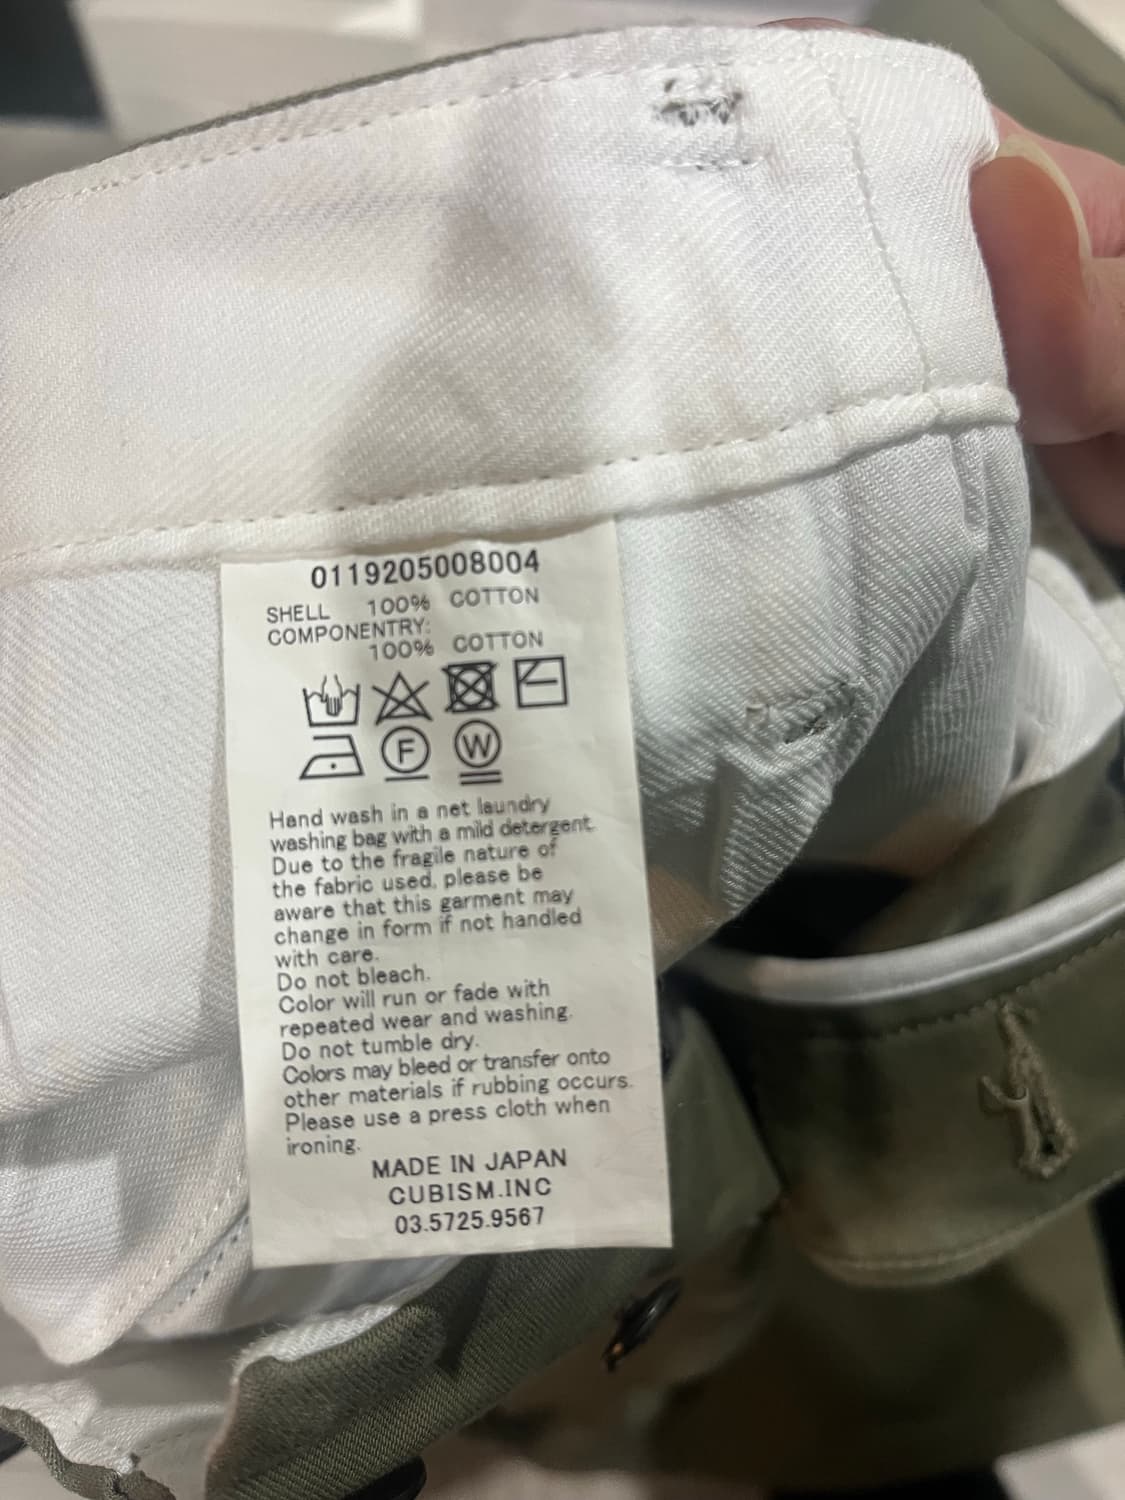 0119205008004
SHELL 100% COTTON
COMPONENTRY:
100% COTTON
F W
Hand wash in a net laundry
washing bag with a mild detergent.
Due to the fragile nature of
the fabric used, please be
aware that this garment may
change in form if not handled
with care.
Do not bleach.
Color will run or fade with
repeated wear and washing.
Do not tumble dry.
Colors may bleed or transfer onto
other materials if rubbing occurs.
Please use a press cloth when
ironing.
MADE IN JAPAN
CUBISM.INC
03.5725.9567